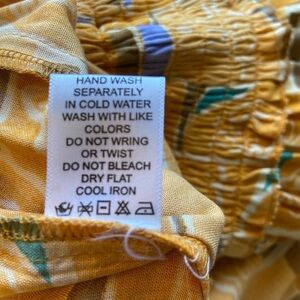 HAND WASH
SEPARATELY
IN COLD WATER
WASH WITH LIKE
COLORS
DO NOT WRING
OR TWIST
DO NOT BLEACH
DRY FLAT
COOL IRON